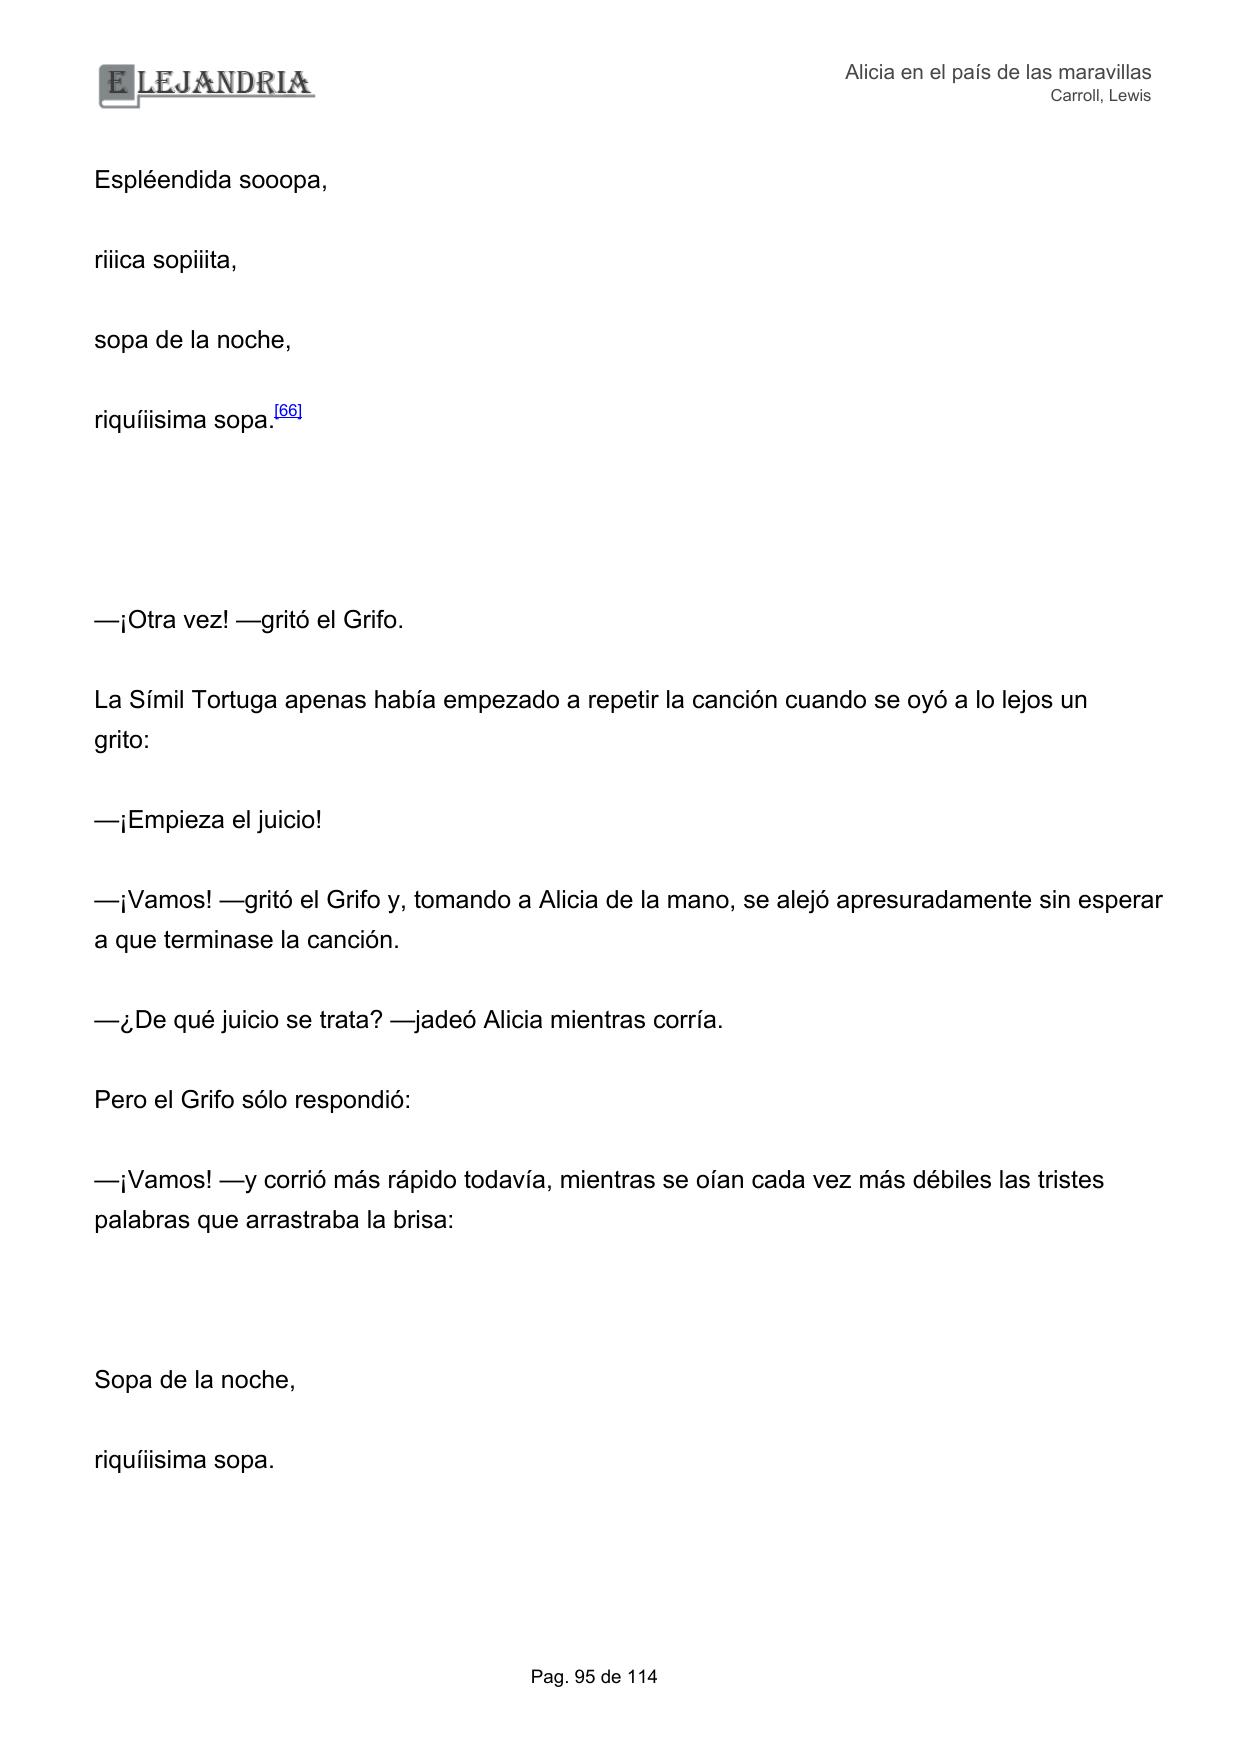 ELEJANDRIA
Alicia en el país de las maravillas
Carroll, Lewis
Espléendida sooopa,
riiica sopiiita,
sopa de la noche,
riquíiisima sopa.[66]
—¡Otra vez! —gritó el Grifo.
La Símil Tortuga apenas había empezado a repetir la canción cuando se oyó a lo lejos un
grito:
—¡Empieza el juicio!
—¡Vamos! —gritó el Grifo y, tomando a Alicia de la mano, se alejó apresuradamente sin esperar
a que terminase la canción.
—¿De qué juicio se trata? —jadeó Alicia mientras corría.
Pero el Grifo sólo respondió:
—¡Vamos! —y corrió más rápido todavía, mientras se oían cada vez más débiles las tristes
palabras que arrastraba la brisa:
Sopa de la noche,
riquíiisima sopa.
Pag. 95 de 114